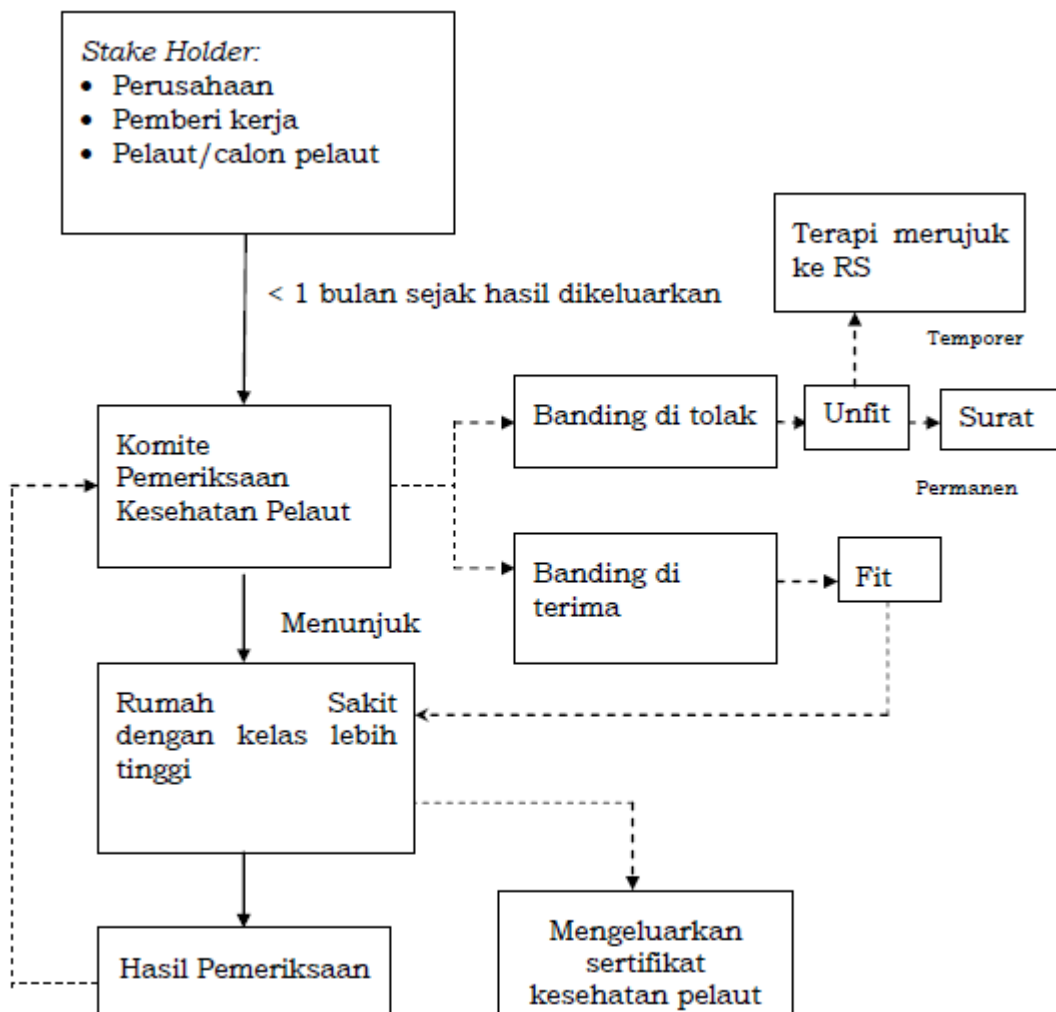 Stake Holder:
• Perusahaan
• Pemberi kerja
• Pelaut/calon pelaut
Terapi merujuk
ke RS
< 1 bulan sejak hasil dikeluarkan
Temporer
Banding di tolak
Unfit
Surat
Komite
Pemeriksaan
Kesehatan Pelaut
Permanen
Banding di
terima
Fit
Menunjuk
Rumah Sakit
dengan kelas lebih
tinggi
Hasil Pemeriksaan
Mengeluarkan
sertifikat
kesehatan pelaut